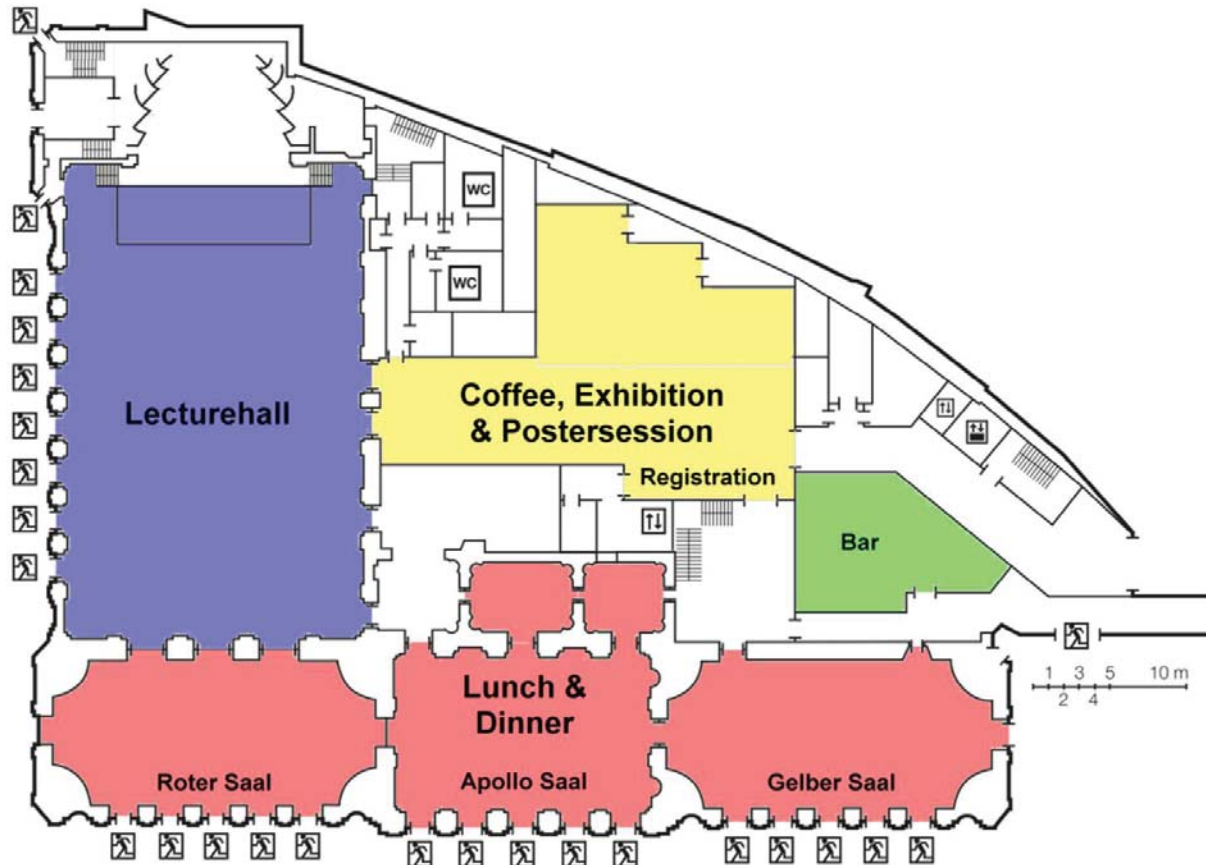 WC
WC
Coffee, Exhibition
& Postersession
Lecturehall
Registration
Bar
Lunch &
Dinner
Roter Saal
Apollo Saal
Gelber Saal
1 3 5 10 m
2 4